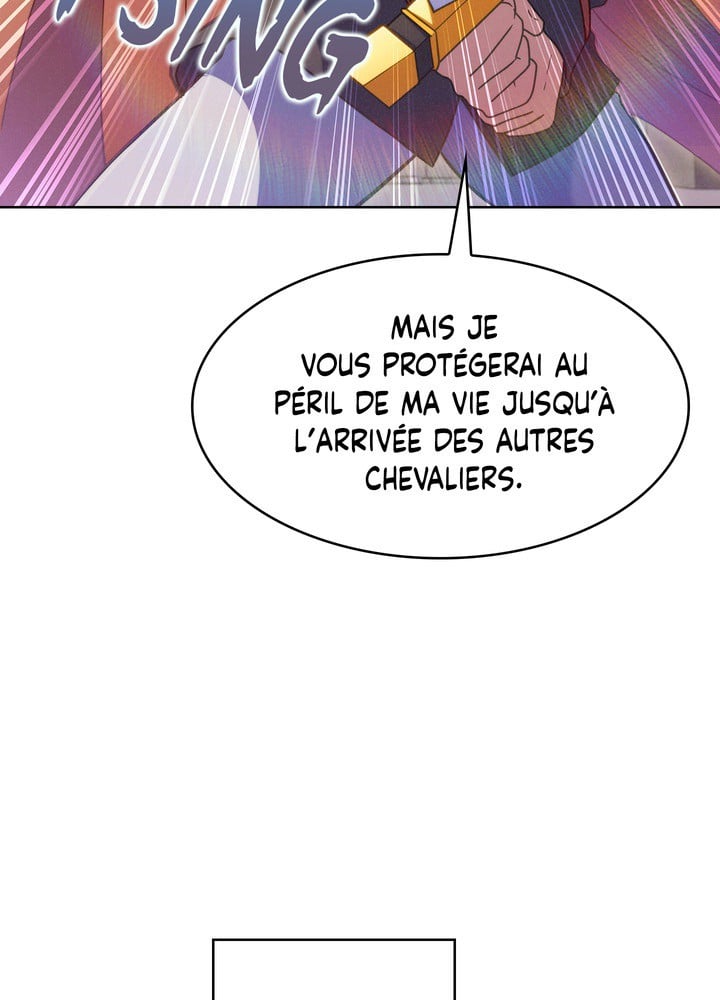 SING
MAIS JE
VOUS PROTÉGERAI AU
PÉRIL DE MA VIE JUSQU'À
L'ARRIVÉE DES AUTRES
CHEVALIERS.